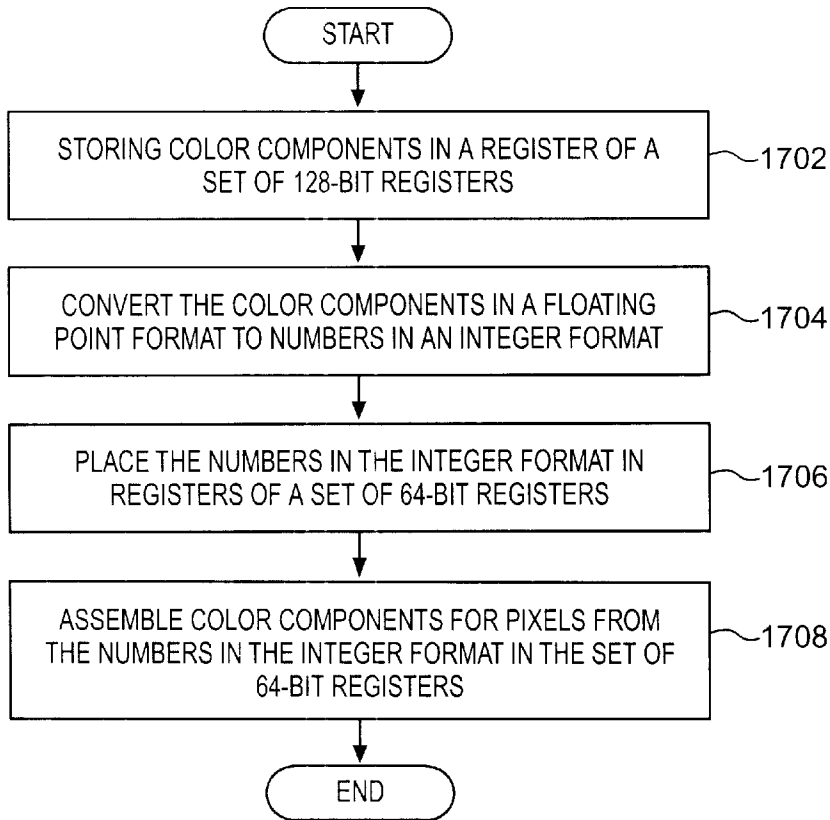 START
STORING COLOR COMPONENTS IN A REGISTER OF A
SET OF 128-BIT REGISTERS
1702
CONVERT THE COLOR COMPONENTS IN A FLOATING
POINT FORMAT TO NUMBERS IN AN INTEGER FORMAT
1704
PLACE THE NUMBERS IN THE INTEGER FORMAT IN
REGISTERS OF A SET OF 64-BIT REGISTERS
1706
ASSEMBLE COLOR COMPONENTS FOR PIXELS FROM
THE NUMBERS IN THE INTEGER FORMAT IN THE SET OF
64-BIT REGISTERS
1708
END